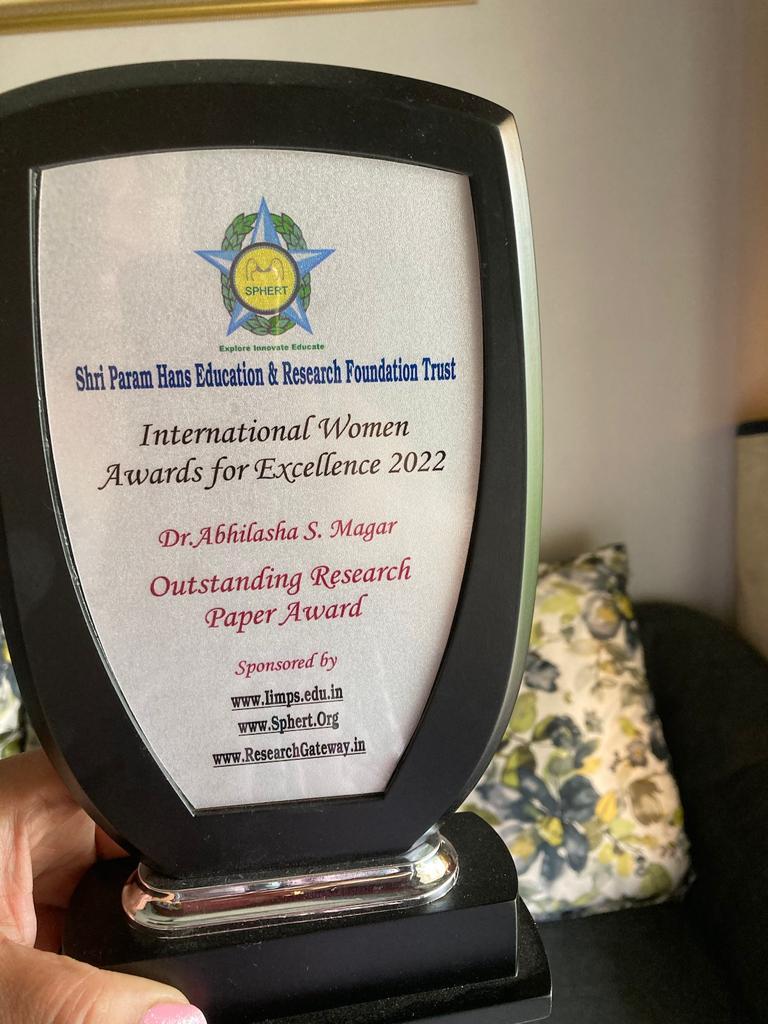 SPHERT
Explore Innovate Educate
Shri Param Hans Education & Research Foundation Trust
International Women
Awards for Excellence 2022
Dr.Abhilasha S. Magar
Outstanding Research
Paper Award
Sponsored by
www.Iimps.edu.in
www.Sphert.Org
www.ResearchGateway.in